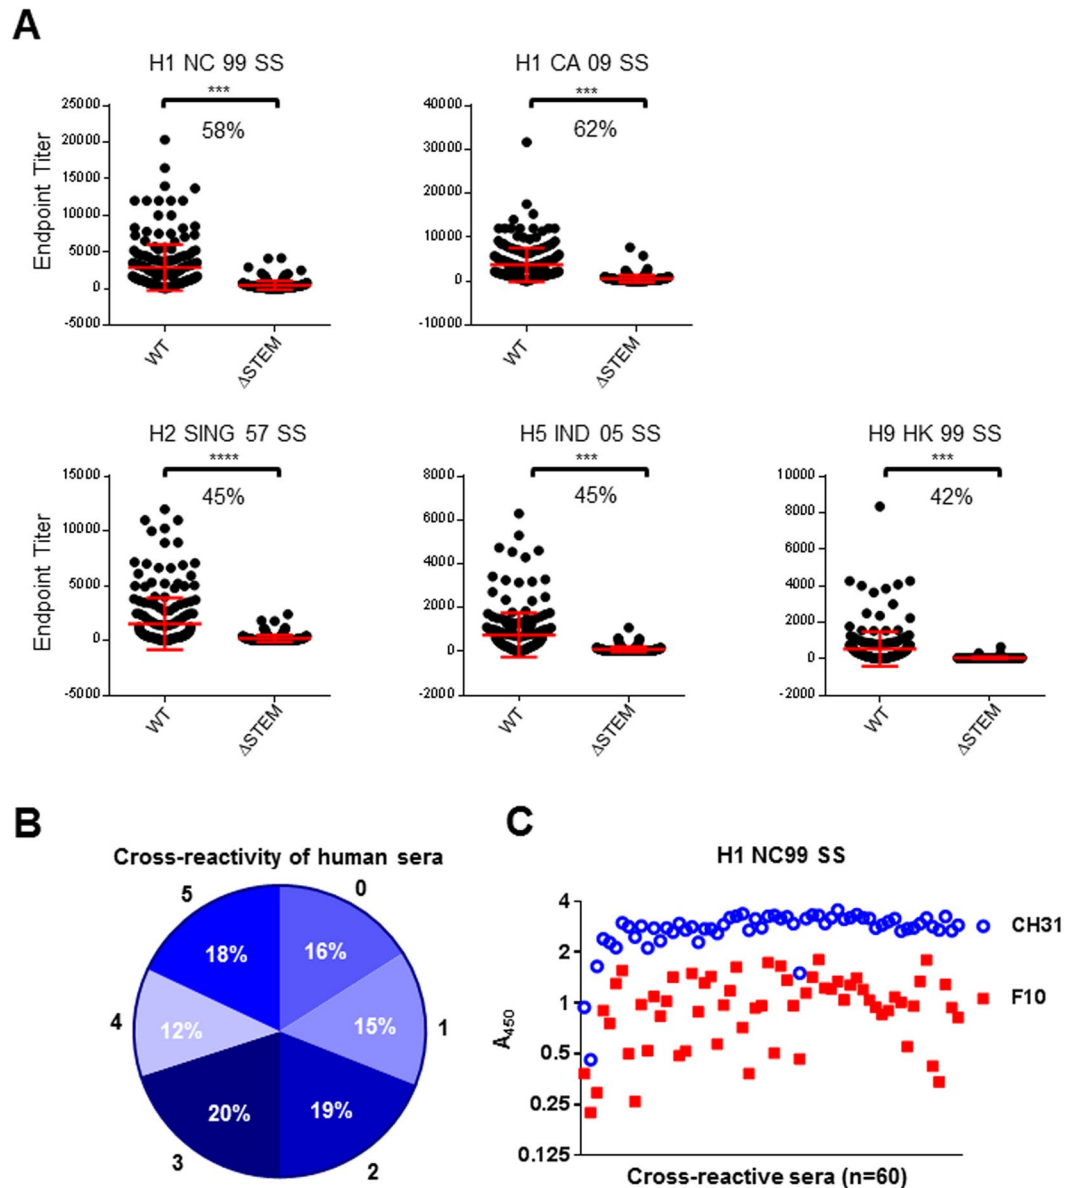 A
H1 NC 99 SS
***
58%
Endpoint Titer
25000
20000
15000
10000
5000
0
-5000
WT
ΔSTEM
H1 CA 09 SS
***
62%
40000
30000
20000
10000
0
-10000
WT
ΔSTEM
H2 SING 57 SS
****
45%
Endpoint Titer
15000
10000
5000
0
-5000
WT
ΔSTEM
H5 IND 05 SS
***
45%
8000
6000
4000
2000
0
-2000
WT
ΔSTEM
H9 HK 99 SS
***
42%
10000
8000
6000
4000
2000
0
-2000
WT
ΔSTEM
B
Cross-reactivity of human sera
0
16%
1
15%
2
19%
3
20%
4
12%
5
18%
C
H1 NC99 SS
A450
4
2
1
0.5
0.25
0.125
CH31
F10
Cross-reactive sera (n=60)